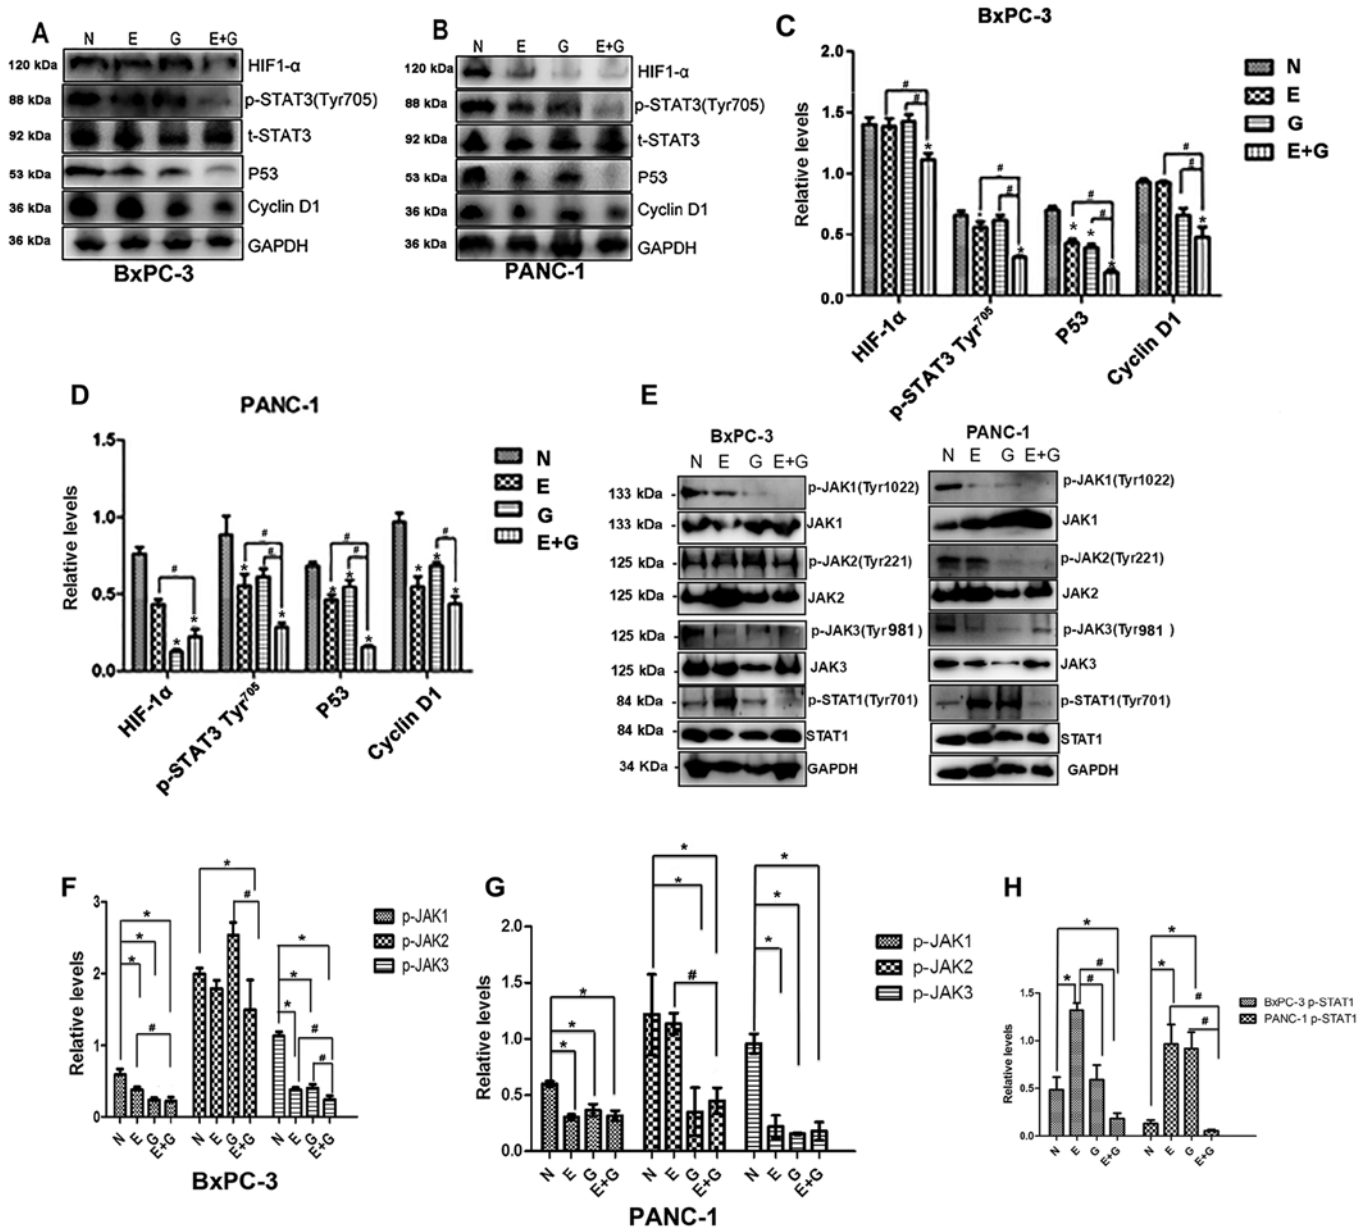 A
N E G E+G
120 kDa HIF1-α
88 kDa p-STAT3(Tyr705)
92 kDa t-STAT3
53 kDa P53
36 kDa Cyclin D1
36 kDa GAPDH
BxPC-3
B
N E G E+G
120 kDa HIF1-α
88 kDa p-STAT3(Tyr705)
92 kDa t-STAT3
53 kDa P53
36 kDa Cyclin D1
36 kDa GAPDH
PANC-1
C
BxPC-3
Relative levels
2.0
1.5
1.0
0.5
0.0
# # * # # * * # # * * * # # *
HIF-1α p-STAT3 Tyr705 P53 Cyclin D1
N
E
G
E+G
D
PANC-1
Relative levels
1.5
1.0
0.5
0.0
# * * # # * * * # # * * * # * * *
HIF-1α p-STAT3 Tyr705 P53 Cyclin D1
N
E
G
E+G
E
BxPC-3
N E G E+G
133 kDa - p-JAK1(Tyr1022)
133 kDa - JAK1
125 kDa - p-JAK2(Tyr221)
125 kDa - JAK2
125 kDa - p-JAK3(Tyr981)
125 kDa - JAK3
84 kDa - p-STAT1(Tyr701)
84 kDa - STAT1
34 KDa - GAPDH
PANC-1
N E G E+G
p-JAK1(Tyr1022)
JAK1
p-JAK2(Tyr221)
JAK2
p-JAK3(Tyr981)
JAK3
p-STAT1(Tyr701)
STAT1
GAPDH
F
Relative levels
3
2
1
0
* * * # * # * * * # #
N E G E+G N E G E+G N E G E+G
BxPC-3
p-JAK1
p-JAK2
p-JAK3
G
Relative levels
2.0
1.5
1.0
0.5
0.0
* * * * * # * * *
N E G E+G N E G E+G N E G E+G
PANC-1
p-JAK1
p-JAK2
p-JAK3
H
Relative levels
1.5
1.0
0.5
0.0
* * # # * * # #
N E G E+G N E G E+G
BxPC-3 p-STAT1
PANC-1 p-STAT1